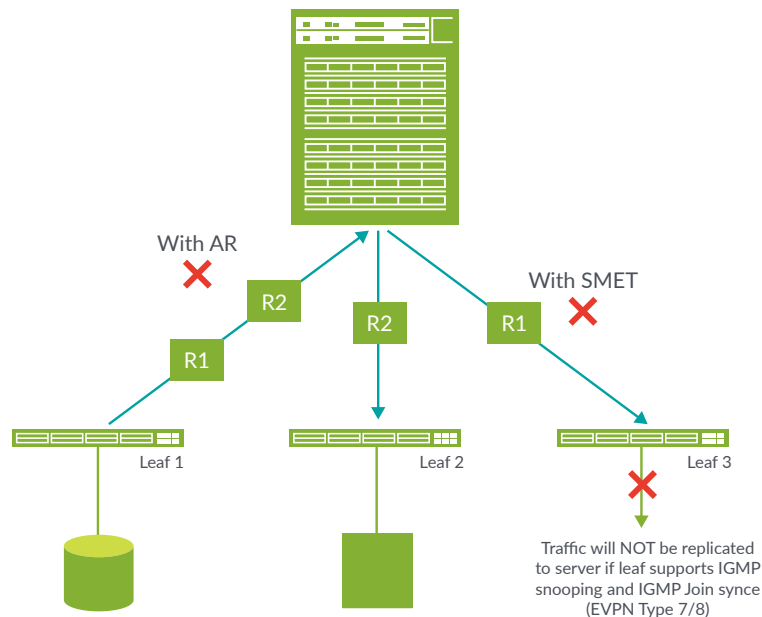 With AR
With SMET
R2
R2
R1
R1
Leaf 1
Leaf 2
Leaf 3
Traffic will NOT be replicated
to server if leaf supports IGMP
snooping and IGMP Join synce
(EVPN Type 7/8)